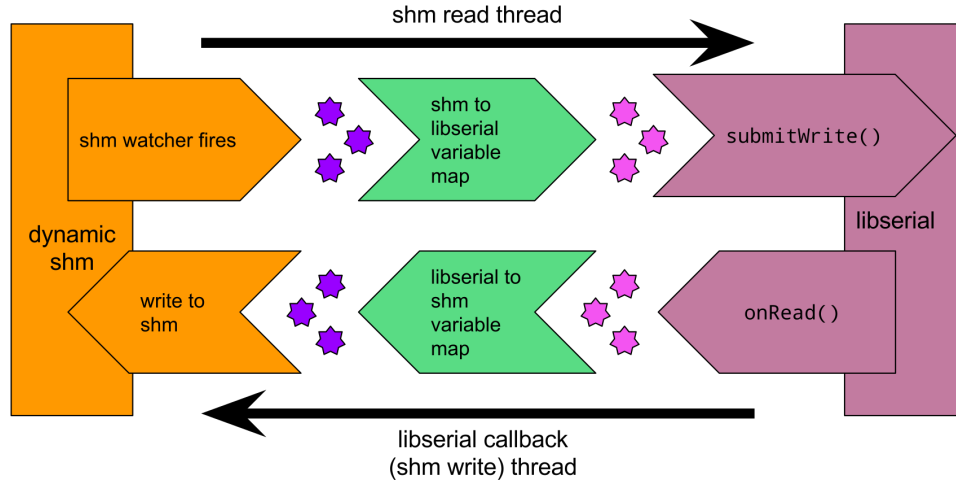 shm read thread
shm watcher fires
shm to
libserial
variable
map
submitWrite()
dynamic
shm
libserial
write to
shm
libserial to
shm
variable
map
onRead()
libserial callback
(shm write) thread